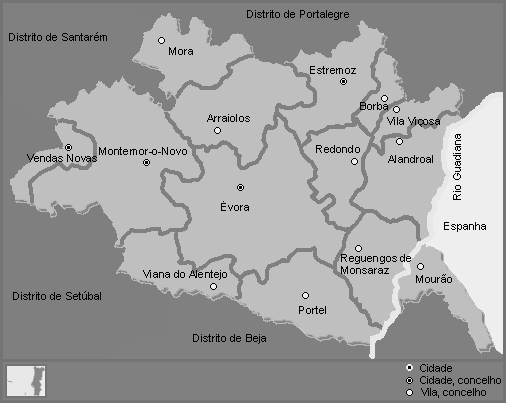 Distrito de Portalegre
Distrito de Santarém
Mora
Estremoz
Borba
Vila Viçosa
Arraiolos
Redondo
Alandroal
Vendas Novas
Montemor-o-Novo
Rio Guadiana
Évora
Espanha
Reguengos de
Monsaraz
Viana do Alentejo
Mourão
Distrito de Setúbal
Portel
Distrito de Beja
Cidade
Cidade, concelho
Vila, concelho